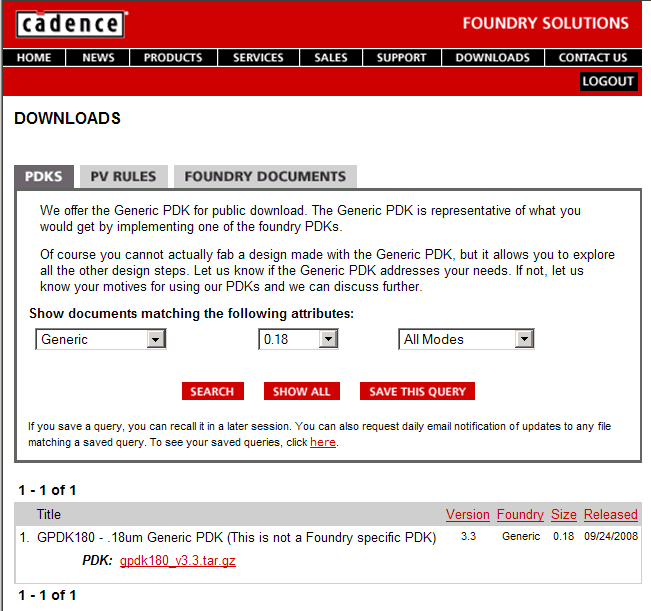 cādence
FOUNDRY SOLUTIONS
HOME NEWS PRODUCTS SERVICES SALES SUPPORT DOWNLOADS CONTACT US
LOGOUT
DOWNLOADS
PDKS PV RULES FOUNDRY DOCUMENTS
We offer the Generic PDK for public download. The Generic PDK is representative of what you
would get by implementing one of the foundry PDKs.
Of course you cannot actually fab a design made with the Generic PDK, but it allows you to explore
all the other design steps. Let us know if the Generic PDK addresses your needs. If not, let us
know your motives for using our PDKs and we can discuss further.
Show documents matching the following attributes:
Generic 0.18 All Modes
SEARCH SHOW ALL SAVE THIS QUERY
If you save a query, you can recall it in a later session. You can also request daily email notification of updates to any file
matching a saved query. To see your saved queries, click here.
1 - 1 of 1
Title Version Foundry Size Released
1. GPDK180 - .18um Generic PDK (This is not a Foundry specific PDK) 3.3 Generic 0.18 09/24/2008
PDK: gpdk180_v3.3.tar.gz
1 - 1 of 1